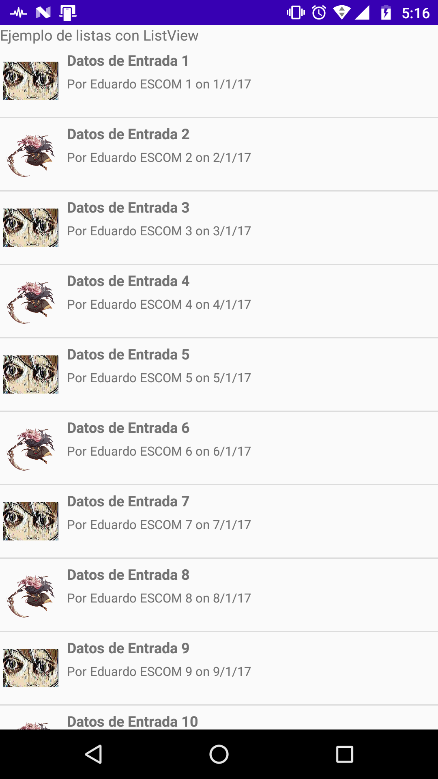 5:16
Ejemplo de listas con ListView
Datos de Entrada 1
Por Eduardo ESCOM 1 on 1/1/17
Datos de Entrada 2
Por Eduardo ESCOM 2 on 2/1/17
Datos de Entrada 3
Por Eduardo ESCOM 3 on 3/1/17
Datos de Entrada 4
Por Eduardo ESCOM 4 on 4/1/17
Datos de Entrada 5
Por Eduardo ESCOM 5 on 5/1/17
Datos de Entrada 6
Por Eduardo ESCOM 6 on 6/1/17
Datos de Entrada 7
Por Eduardo ESCOM 7 on 7/1/17
Datos de Entrada 8
Por Eduardo ESCOM 8 on 8/1/17
Datos de Entrada 9
Por Eduardo ESCOM 9 on 9/1/17
Datos de Entrada 10